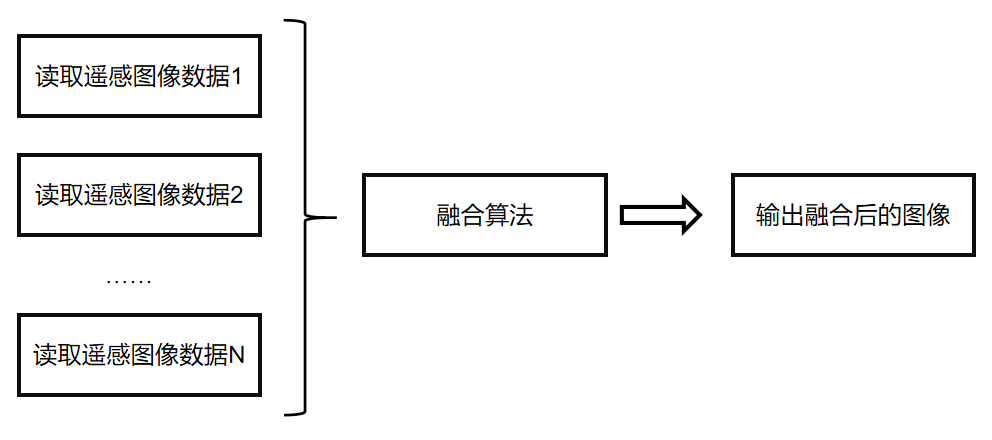 读取遥感图像数据1
读取遥感图像数据2
……
读取遥感图像数据N
融合算法
输出融合后的图像